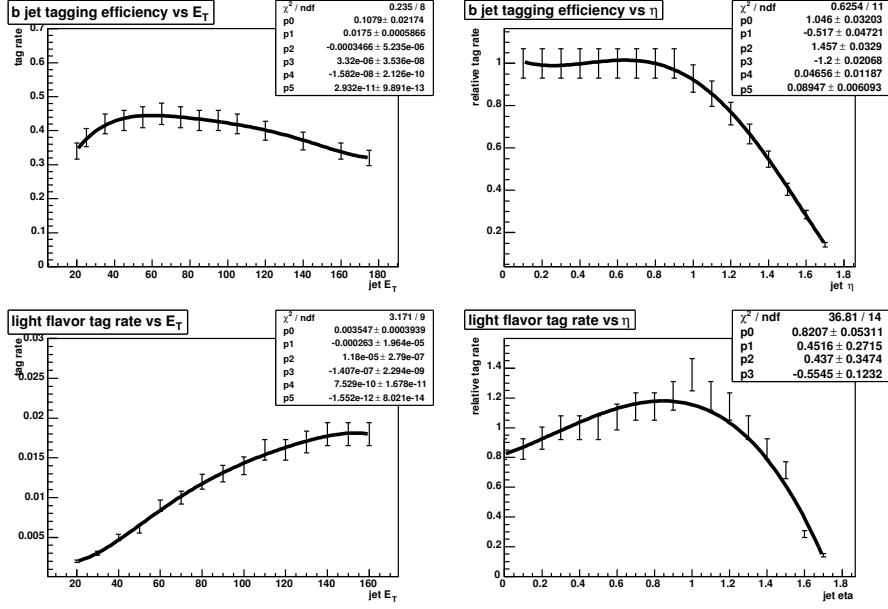 b jet tagging efficiency vs E_T
χ² / ndf 0.235 / 8
p0 0.1079 ± 0.02174
p1 0.0175 ± 0.0005866
p2 -0.0003466 ± 5.235e-06
p3 3.32e-06 ± 3.536e-08
p4 -1.582e-08 ± 2.126e-10
p5 2.932e-11 ± 9.891e-13
tag rate
0.7
0.6
0.5
0.4
0.3
0.2
0.1
0
20 40 60 80 100 120 140 160 180
jet E_T
b jet tagging efficiency vs η
χ² / ndf 0.6254 / 11
p0 1.046 ± 0.03203
p1 -0.517 ± 0.04721
p2 1.457 ± 0.0329
p3 -1.2 ± 0.02068
p4 0.04656 ± 0.01187
p5 0.08947 ± 0.006093
relative tag rate
1
0.8
0.6
0.4
0.2
0 0.2 0.4 0.6 0.8 1 1.2 1.4 1.6 1.8
jet η
light flavor tag rate vs E_T
χ² / ndf 3.171 / 9
p0 0.003547 ± 0.0003939
p1 -0.000263 ± 1.964e-05
p2 1.18e-05 ± 2.79e-07
p3 -1.407e-07 ± 2.294e-09
p4 7.529e-10 ± 1.678e-11
p5 -1.552e-12 ± 8.021e-14
tag rate
0.03
0.025
0.02
0.015
0.01
0.005
20 40 60 80 100 120 140 160
jet E_T
light flavor tag rate vs η
χ² / ndf 36.81 / 14
p0 0.8207 ± 0.05311
p1 0.4516 ± 0.2715
p2 0.437 ± 0.3474
p3 -0.5545 ± 0.1232
relative tag rate
1.4
1.2
1
0.8
0.6
0.4
0.2
0
0 0.2 0.4 0.6 0.8 1 1.2 1.4 1.6 1.8
jet eta